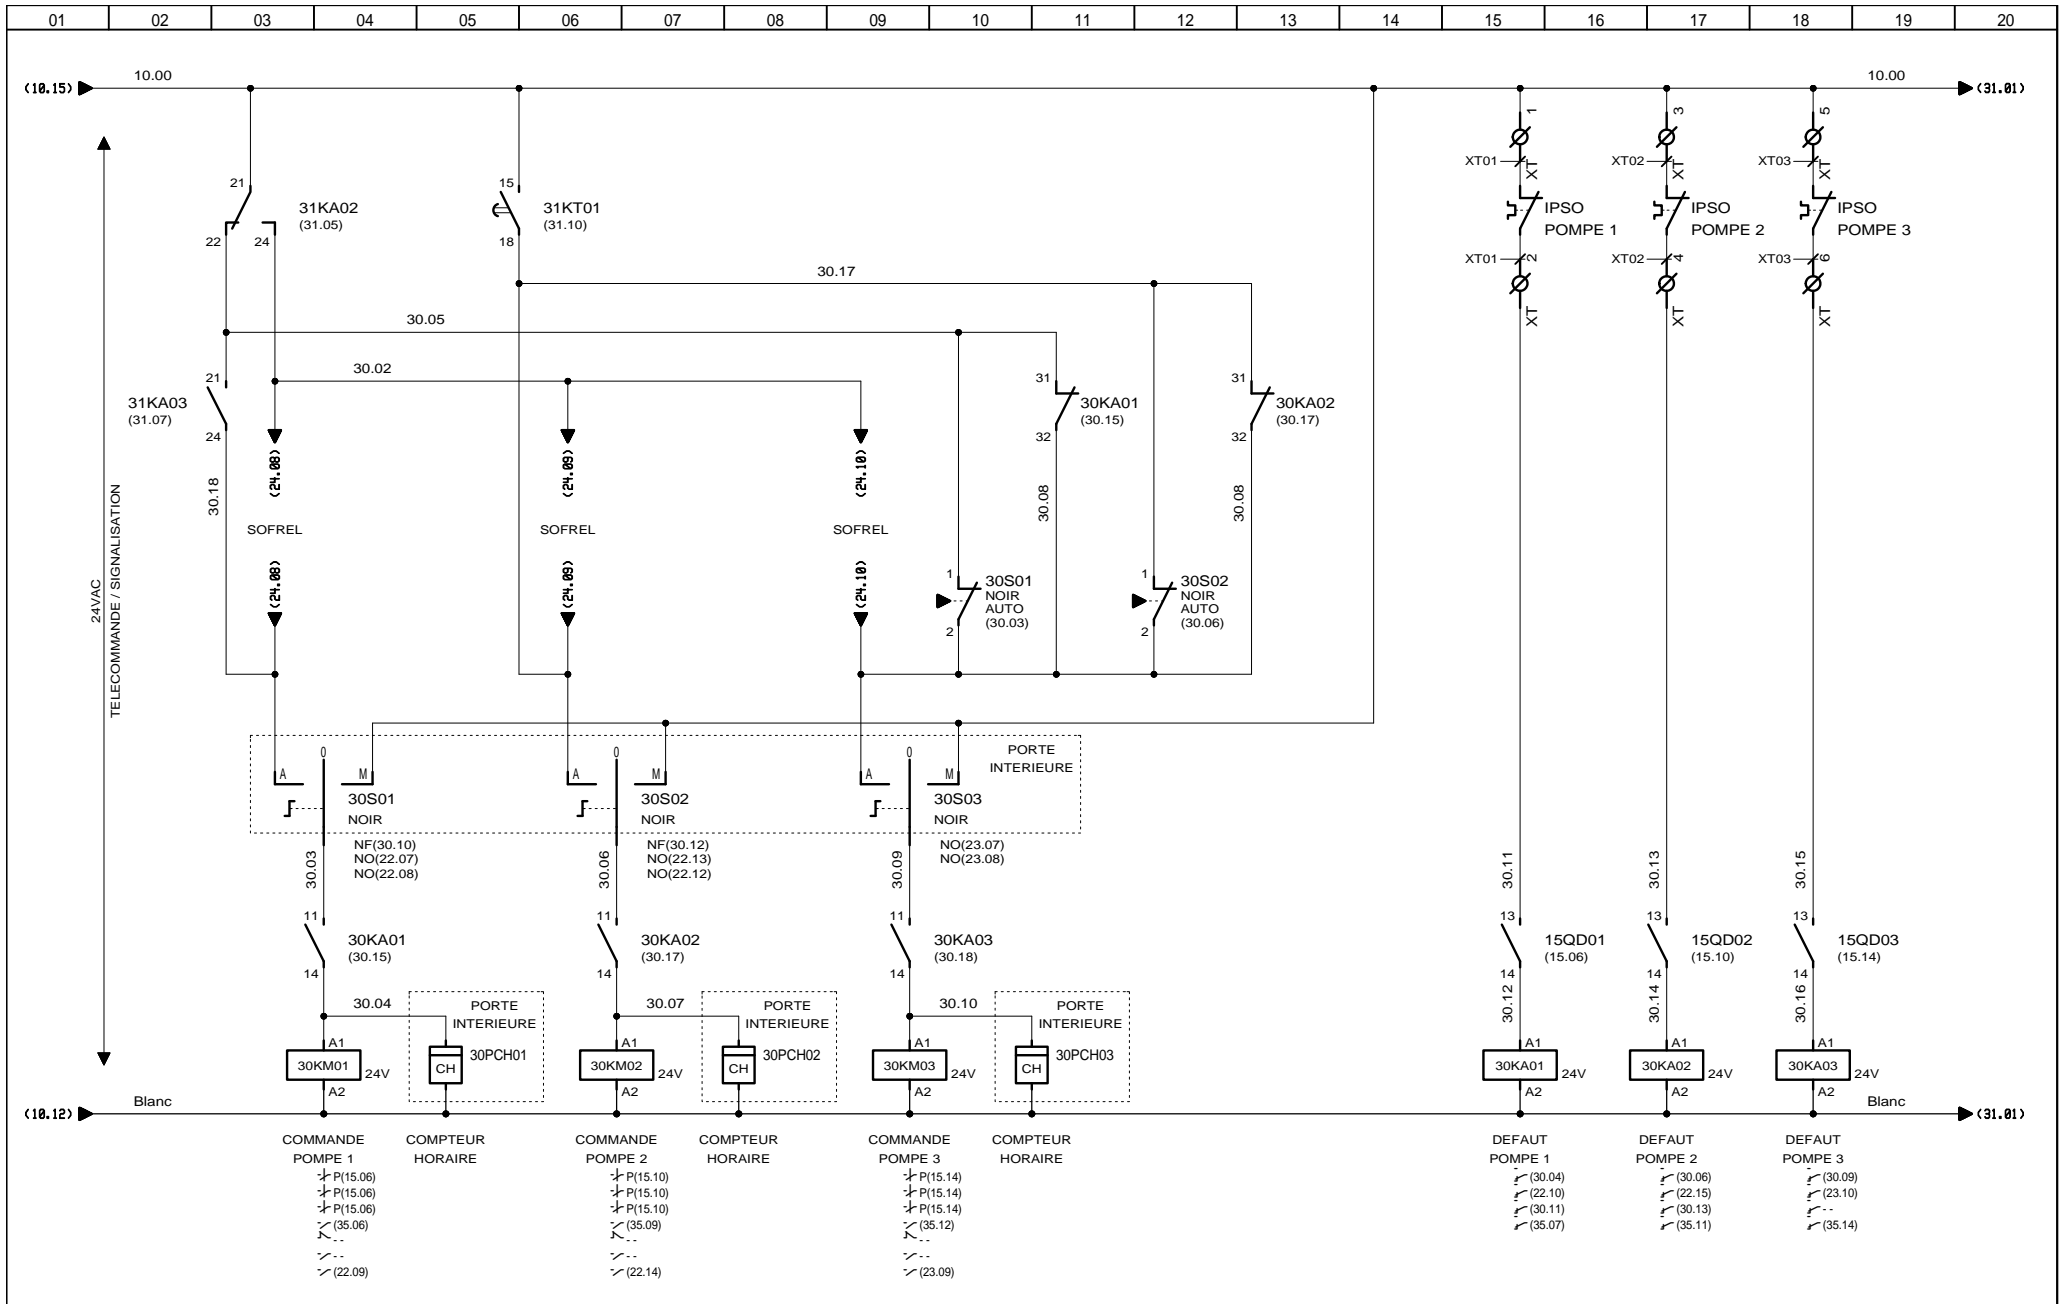 01 02 03 04 05 06 07 08 09 10 11 12 13 14 15 16 17 18 19 20
(10.15) 10.00 10.00 (31.01)
24VAC
TELECOMMANDE / SIGNALISATION
21
31KA02
(31.05)
22 24
15
31KT01
(31.10)
18
1
XT
XT01
IPSO
POMPE 1
XT01
2
XT
3
XT
XT02
IPSO
POMPE 2
XT02
4
XT
5
XT
XT03
IPSO
POMPE 3
XT03
6
XT
30.17
30.05
30.02
21
31KA03
(31.07)
24
30.18
(24.08)
SOFREL
(24.08)
(24.09)
SOFREL
(24.09)
(24.10)
SOFREL
(24.10)
31
30KA01
(30.15)
32
30.08
31
30KA02
(30.17)
32
30.08
1
30S01
NOIR
AUTO
(30.03)
2
1
30S02
NOIR
AUTO
(30.06)
2
PORTE
INTERIEURE
A 0 M
30S01
NOIR
NF(30.10)
NO(22.07)
NO(22.08)
A 0 M
30S02
NOIR
NF(30.12)
NO(22.13)
NO(22.12)
A 0 M
30S03
NOIR
NO(23.07)
NO(23.08)
30.03
11
30KA01
(30.15)
14
30.06
11
30KA02
(30.17)
14
30.09
11
30KA03
(30.18)
14
30.11
13
15QD01
(15.06)
14
30.12
30.13
13
15QD02
(15.10)
14
30.14
30.15
13
15QD03
(15.14)
14
30.16
30.04
PORTE
INTERIEURE
30PCH01
CH
A1
30KM01 24V
A2
30.07
PORTE
INTERIEURE
30PCH02
CH
A1
30KM02 24V
A2
30.10
PORTE
INTERIEURE
30PCH03
CH
A1
30KM03 24V
A2
A1
30KA01 24V
A2
A1
30KA02 24V
A2
A1
30KA03 24V
A2
(10.12) Blanc Blanc (31.01)
COMMANDE
POMPE 1
P(15.06)
P(15.06)
P(15.06)
(35.06)
--
--
(22.09)
COMPTEUR
HORAIRE
COMMANDE
POMPE 2
P(15.10)
P(15.10)
P(15.10)
(35.09)
--
--
(22.14)
COMPTEUR
HORAIRE
COMMANDE
POMPE 3
P(15.14)
P(15.14)
P(15.14)
(35.12)
--
--
(23.09)
COMPTEUR
HORAIRE
DEFAUT
POMPE 1
(30.04)
(22.10)
(30.11)
(35.07)
DEFAUT
POMPE 2
(30.06)
(22.15)
(30.13)
(35.11)
DEFAUT
POMPE 3
(30.09)
(23.10)
--
(35.14)